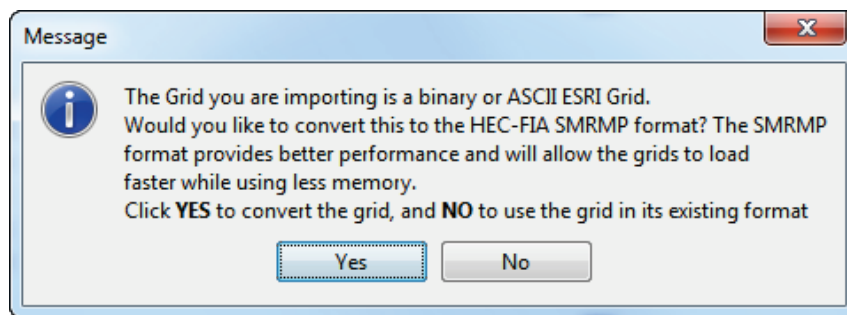 Message
The Grid you are importing is a binary or ASCII ESRI Grid.
Would you like to convert this to the HEC-FIA SMRMP format? The SMRMP
format provides better performance and will allow the grids to load
faster while using less memory.
Click YES to convert the grid, and NO to use the grid in its existing format
Yes No